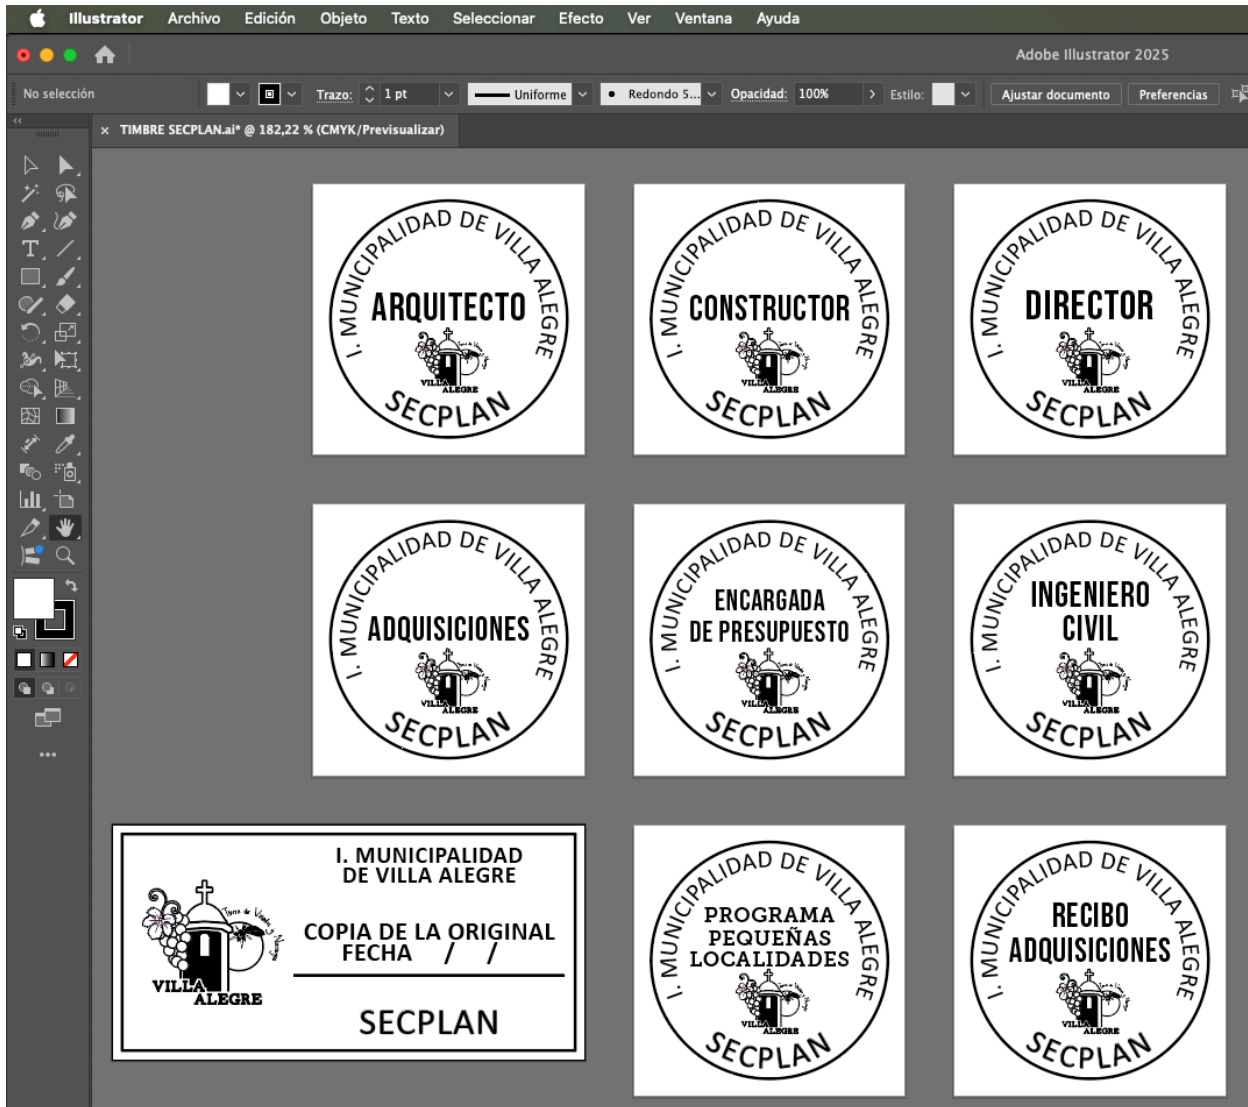 Illustrator Archivo Edición Objeto Texto Seleccionar Efecto Ver Ventana Ayuda
Adobe Illustrator 2025
No selección Trazo: 1 pt Uniforme Redondo 5... Opacidad: 100% Estilo: Ajustar documento Preferencias
× TIMBRE SECPLAN.ai* @ 182,22 % (CMYK/Previsualizar)
I. MUNICIPALIDAD DE VILLA ALEGRE
ARQUITECTO
VILLA
ALEGRE
SECPLAN
I. MUNICIPALIDAD DE VILLA ALEGRE
CONSTRUCTOR
VILLA
ALEGRE
SECPLAN
I. MUNICIPALIDAD DE VILLA ALEGRE
DIRECTOR
VILLA
ALEGRE
SECPLAN
I. MUNICIPALIDAD DE VILLA ALEGRE
ADQUISICIONES
VILLA
ALEGRE
SECPLAN
I. MUNICIPALIDAD DE VILLA ALEGRE
ENCARGADA
DE PRESUPUESTO
VILLA
ALEGRE
SECPLAN
I. MUNICIPALIDAD DE VILLA ALEGRE
INGENIERO
CIVIL
VILLA
ALEGRE
SECPLAN
I. MUNICIPALIDAD
DE VILLA ALEGRE
COPIA DE LA ORIGINAL
FECHA / /
SECPLAN
VILLA
ALEGRE
I. MUNICIPALIDAD DE VILLA ALEGRE
PROGRAMA
PEQUEÑAS
LOCALIDADES
VILLA
ALEGRE
SECPLAN
I. MUNICIPALIDAD DE VILLA ALEGRE
RECIBO
ADQUISICIONES
VILLA
ALEGRE
SECPLAN